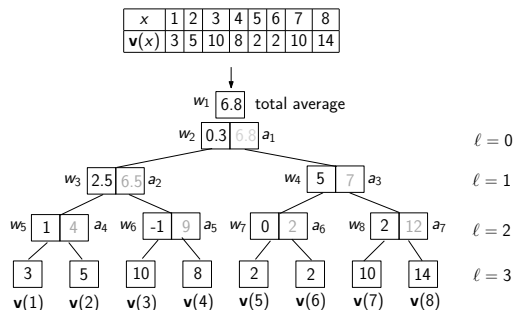 x 1 2 3 4 5 6 7 8
v(x) 3 5 10 8 2 2 10 14
w₁ 6.8 total average
w₂ 0.3 6.8 a₁ ℓ = 0
w₃ 2.5 6.5 a₂ w₄ 5 7 a₃ ℓ = 1
w₅ 1 4 a₄ w₆ -1 9 a₅ w₇ 0 2 a₆ w₈ 2 12 a₇ ℓ = 2
3 5 10 8 2 2 10 14 ℓ = 3
v(1) v(2) v(3) v(4) v(5) v(6) v(7) v(8)